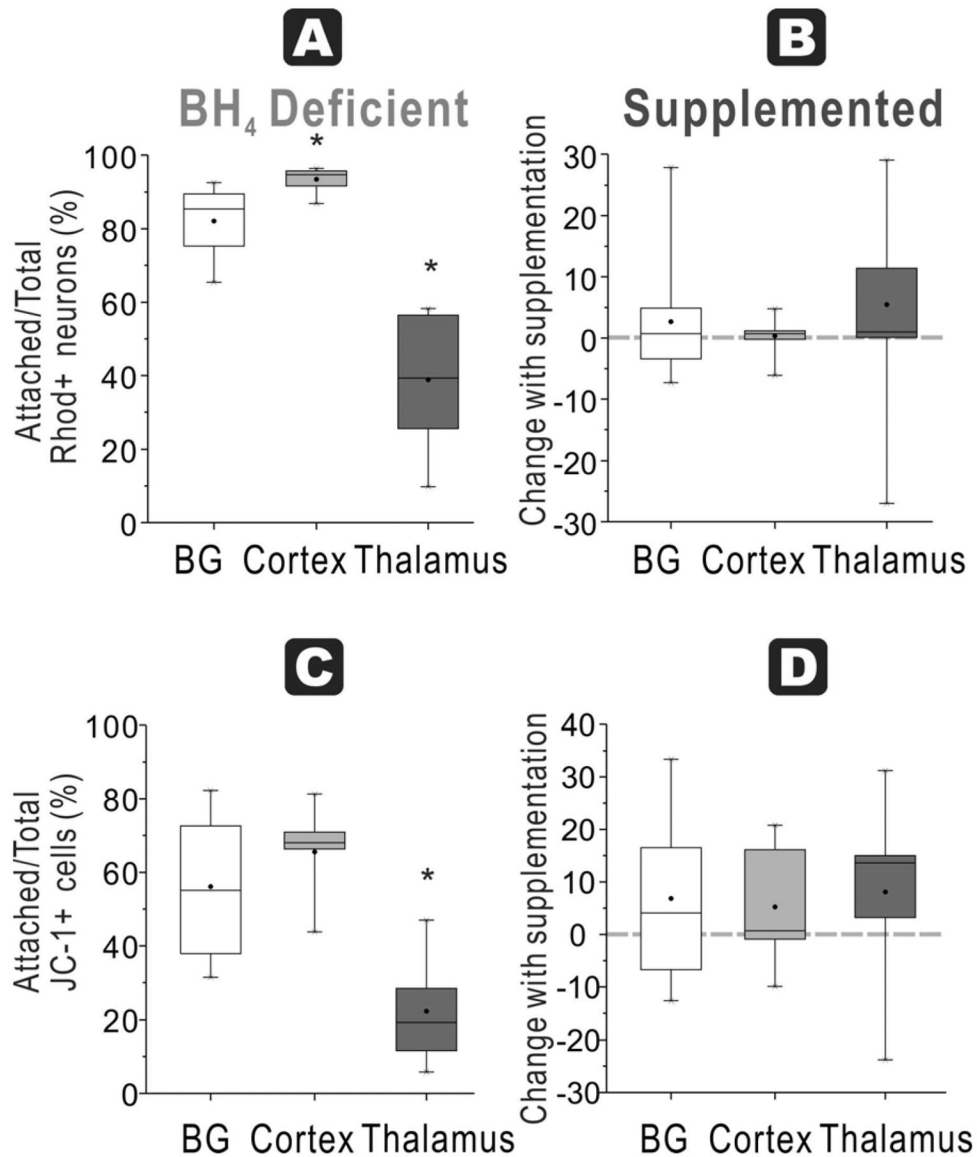 A
BH4 Deficient
Attached/Total
Rhod+ neurons (%)
100
80
60
40
20
0
*
*
BG Cortex Thalamus
B
Supplemented
Change with supplementation
30
20
10
0
-10
-20
-30
BG Cortex Thalamus
C
Attached/Total
JC-1+ cells (%)
100
80
60
40
20
0
*
BG Cortex Thalamus
D
Change with supplementation
40
30
20
10
0
-10
-20
-30
BG Cortex Thalamus